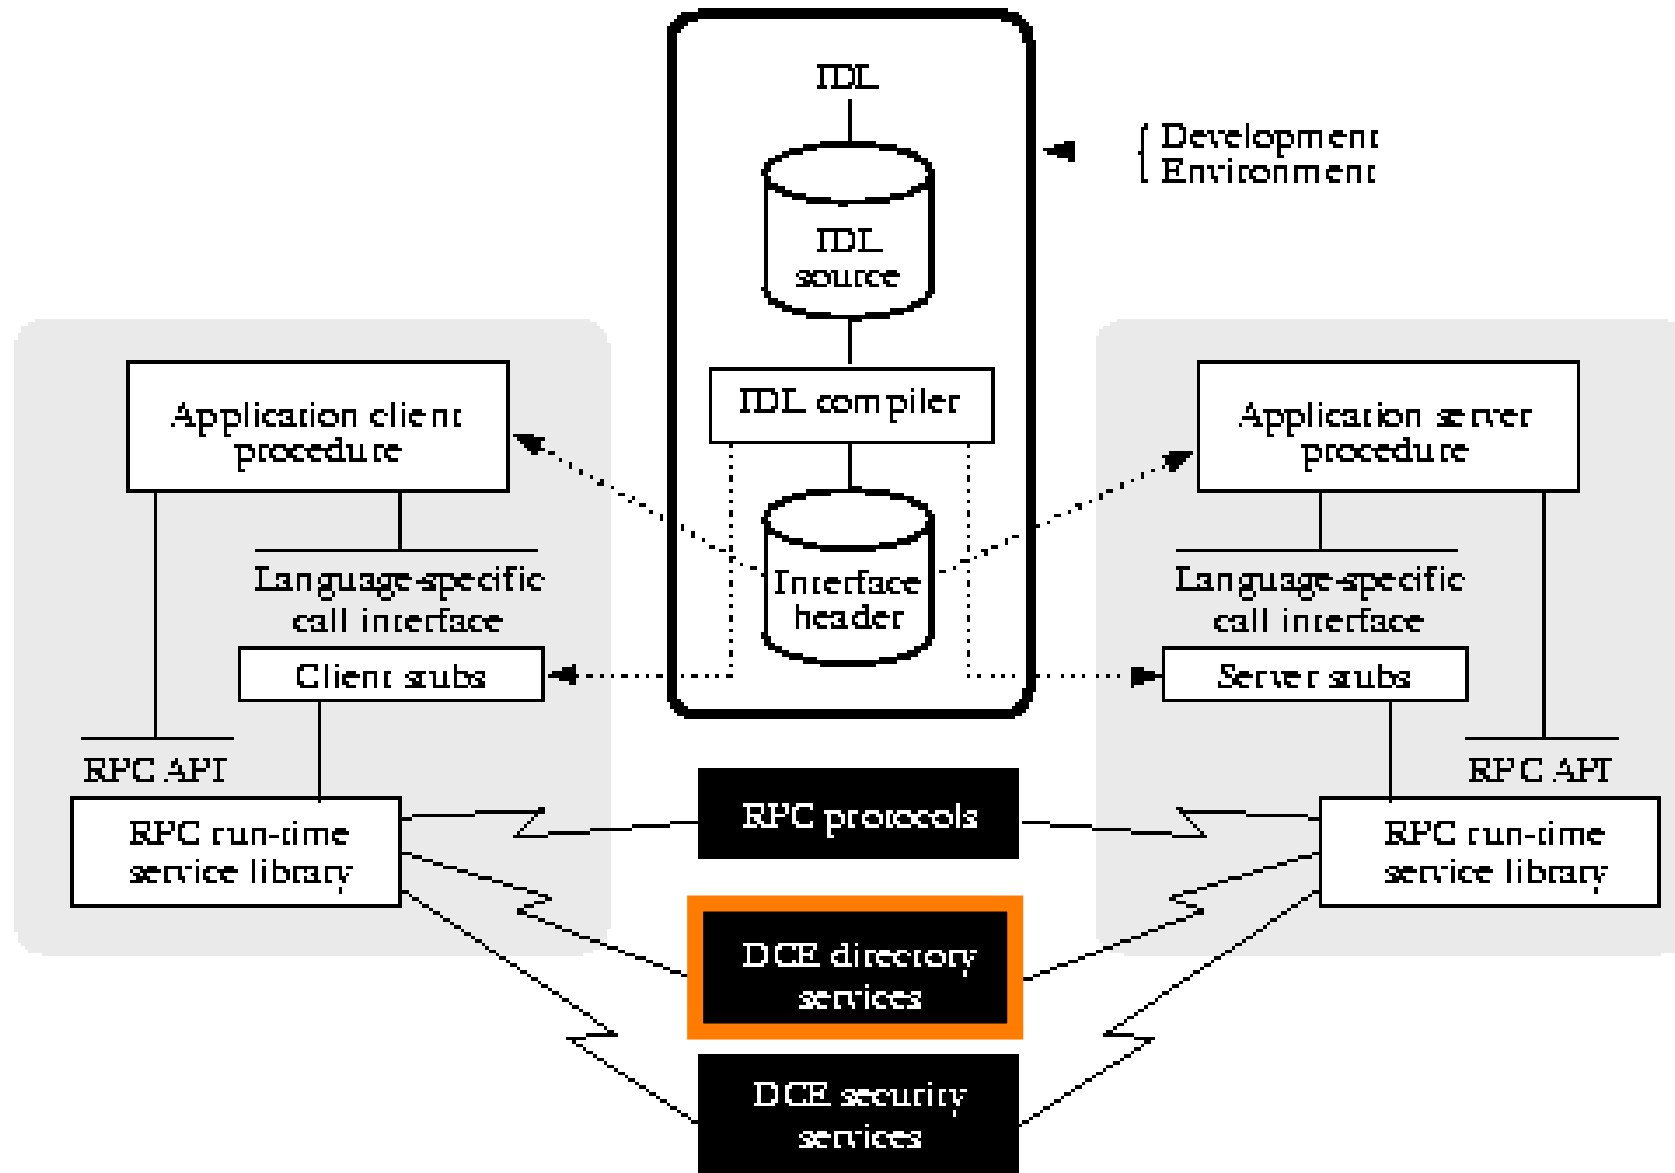 IDL
Development
Environment
IDL
source
IDL compiler
Application client
procedure
Application server
procedure
Language-specific
call interface
Interface
header
Language-specific
call interface
Client stubs
Server stubs
RPC API
RPC API
RPC protocols
RPC run-time
service library
RPC run-time
service library
DCE directory
services
DCE security
services